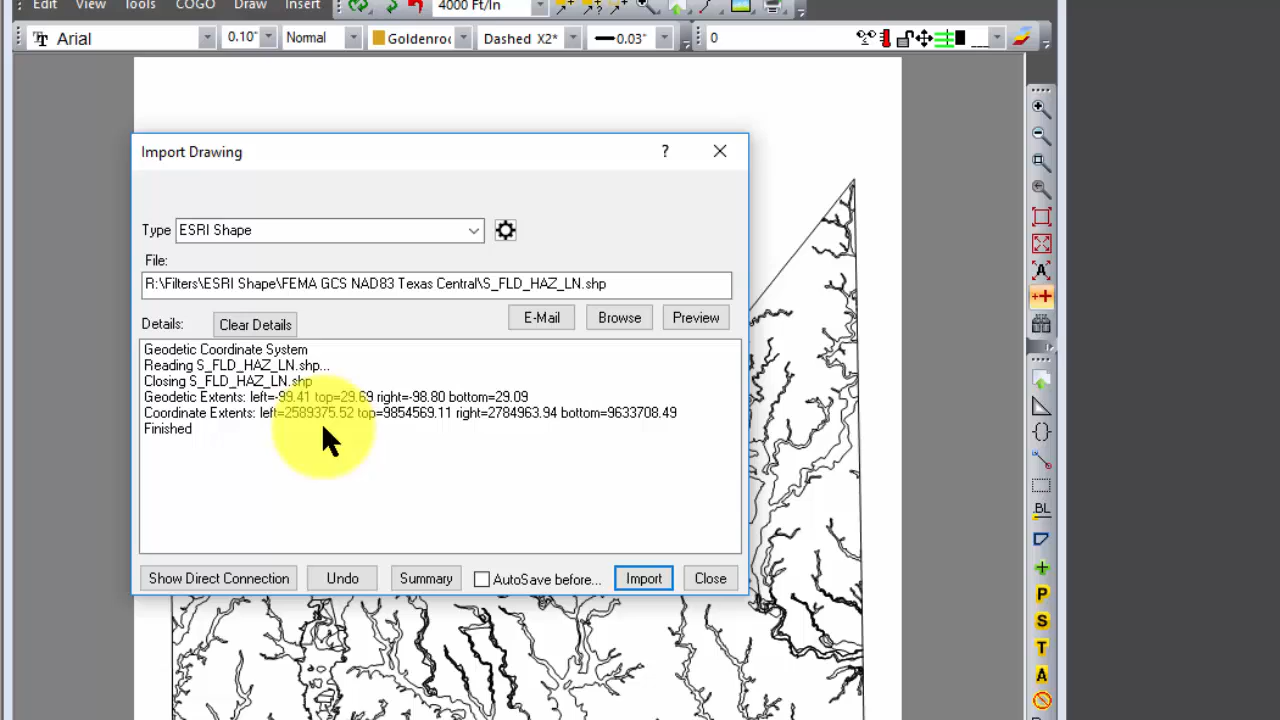 Edit View Tools COGO Draw Insert 4000 Ft/In
Arial 0.10" Normal Goldenroc Dashed X2* 0.03" 0
Import Drawing ?
Type ESRI Shape
File:
R:\Filters\ESRI Shape\FEMA GCS NAD83 Texas Central\S_FLD_HAZ_LN.shp
E-Mail Browse Preview
Details: Clear Details
Geodetic Coordinate System
Reading S_FLD_HAZ_LN.shp...
Closing S_FLD_HAZ_LN.shp
Geodetic Extents: left=-99.41 top=29.69 right=-98.80 bottom=29.09
Coordinate Extents: left=2589375.52 top=9854569.11 right=2784963.94 bottom=9633708.49
Finished
Show Direct Connection Undo Summary AutoSave before... Import Close
A
BL
P
S
T
A